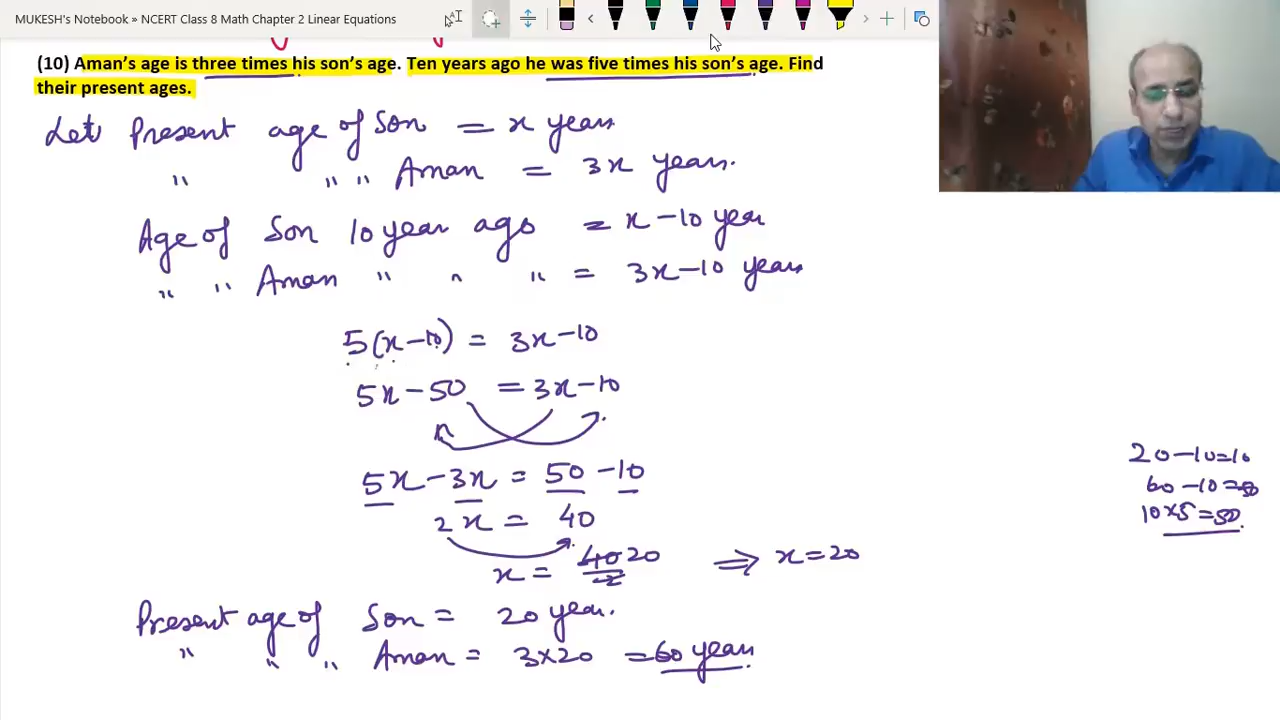 MUKESH's Notebook » NCERT Class 8 Math Chapter 2 Linear Equations
(10) Aman's age is three times his son's age. Ten years ago he was five times his son's age. Find
their present ages.
Let Present age of Son = x years
" " " Aman = 3x years.
Age of Son 10 year ago = x-10 year
" " Aman " " " = 3x-10 years
5(x-10) = 3x-10
5x-50 = 3x-10
5x-3x = 50-10
2x = 40
x = 40/2 20 ⇒ x=20
Present age of Son = 20 year.
" " " Aman = 3×20 = 60 years
20-10=10
60-10=50
10×5=50.